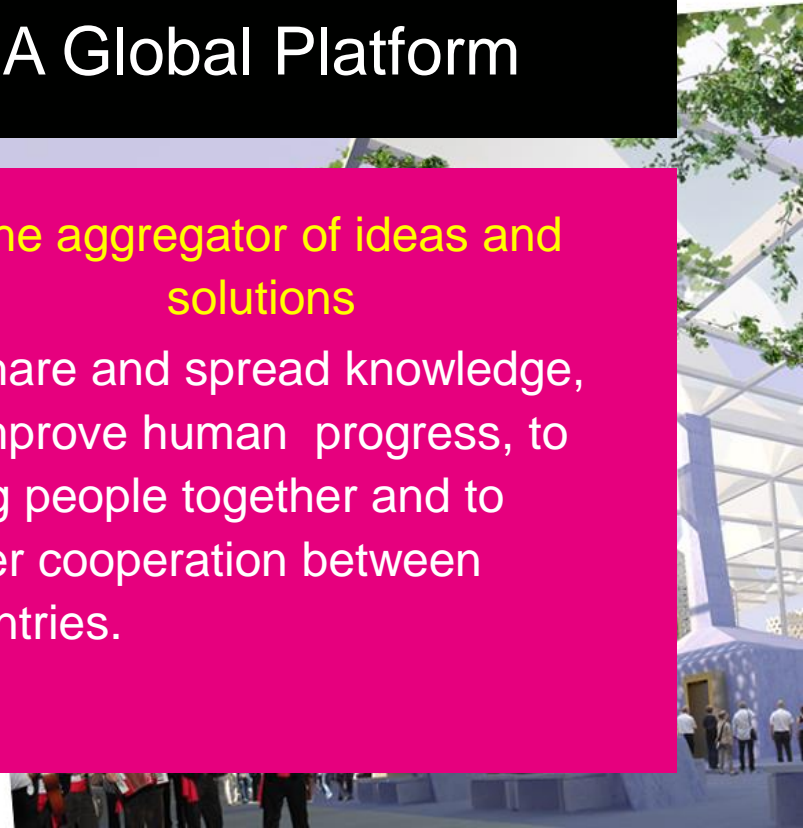 A Global Platform
he aggregator of ideas and
solutions
hare and spread knowledge,
mprove human  progress, to
g people together and to
er cooperation between
ntries.